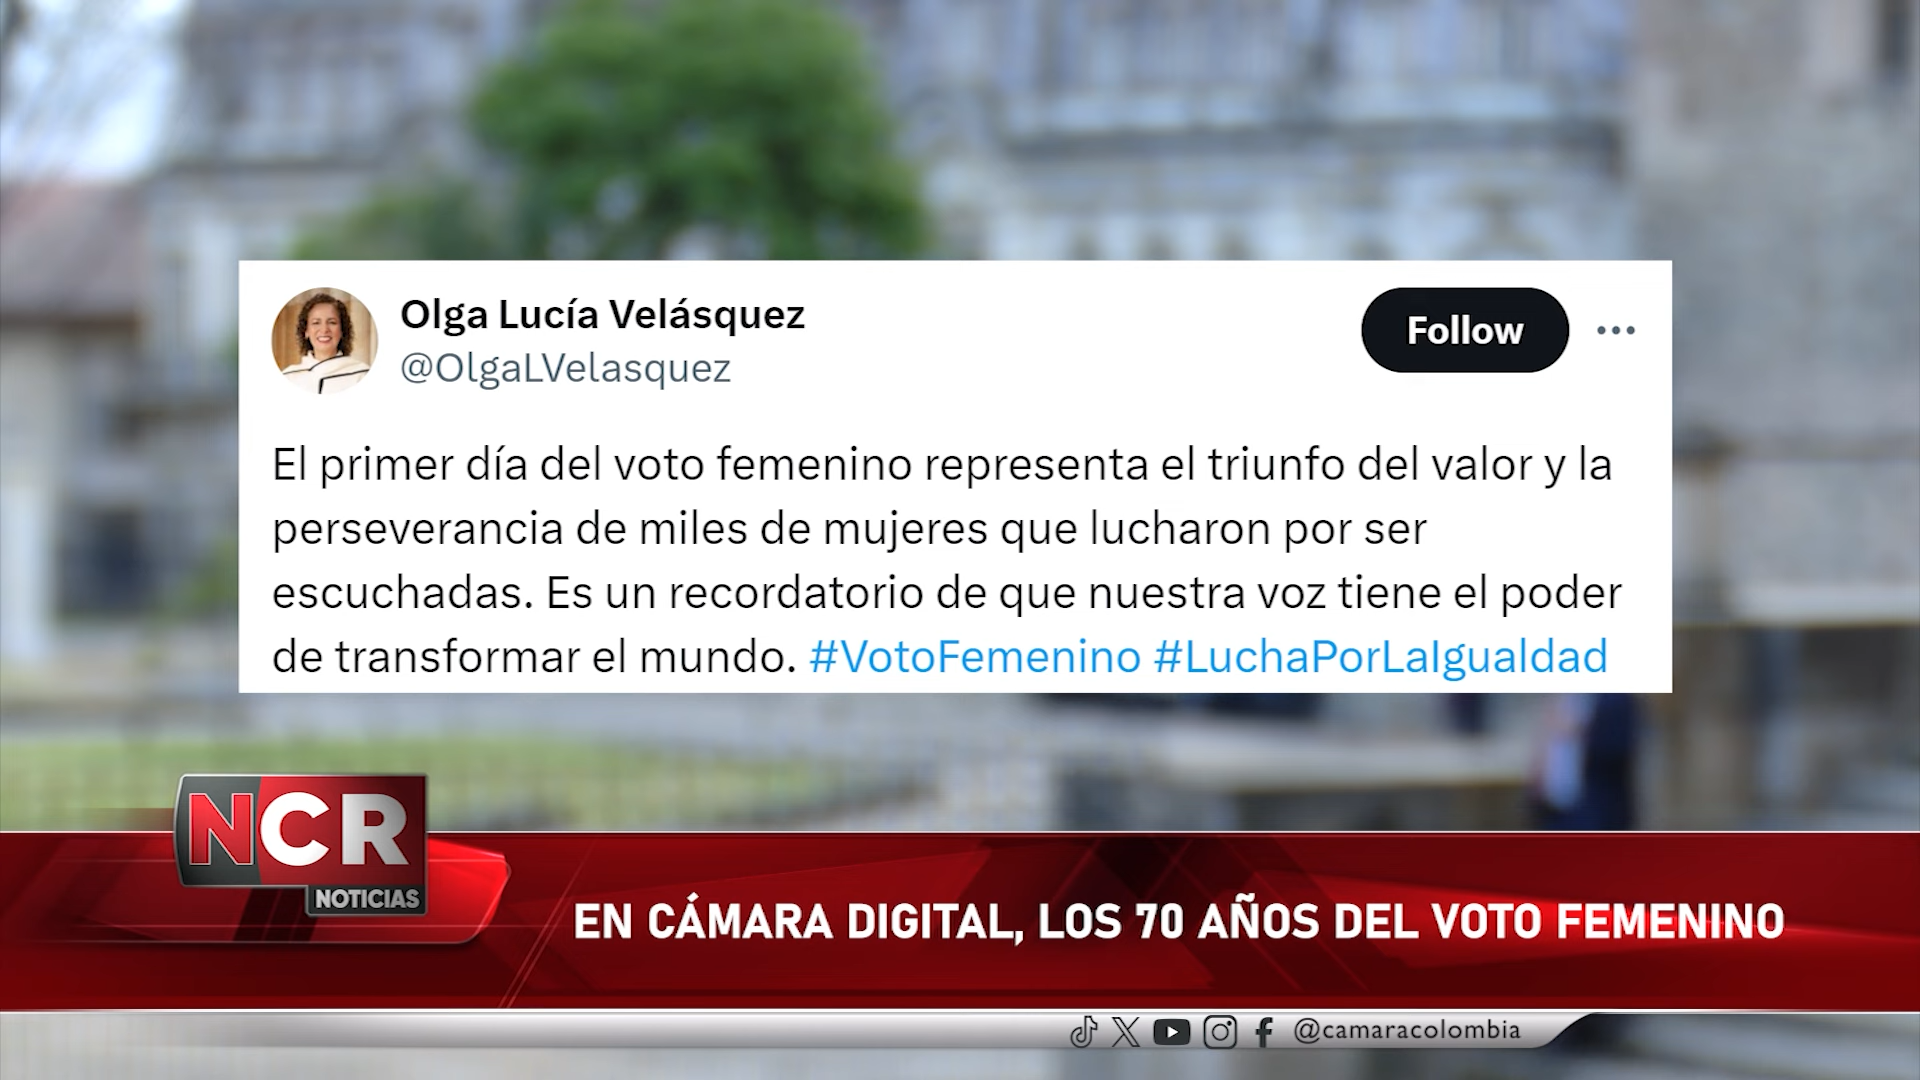 Olga Lucía Velásquez
@OlgaLVelasquez
Follow
El primer día del voto femenino representa el triunfo del valor y la
perseverancia de miles de mujeres que lucharon por ser
escuchadas. Es un recordatorio de que nuestra voz tiene el poder
de transformar el mundo. #VotoFemenino #LuchaPorLaIgualdad
NCR
NOTICIAS
EN CÁMARA DIGITAL, LOS 70 AÑOS DEL VOTO FEMENINO
@camaracolombia